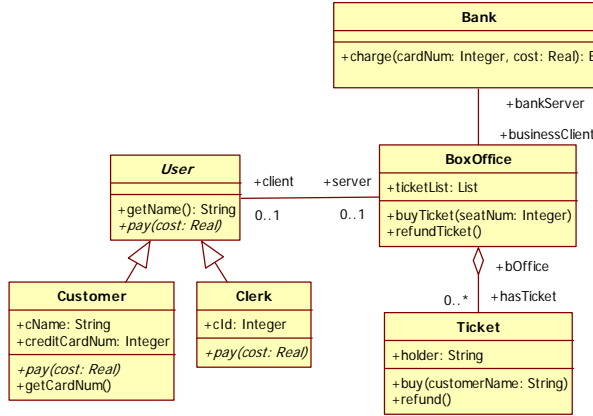 Bank
+charge(cardNum: Integer, cost: Real): B
+bankServer
+businessClient
BoxOffice
+ticketList: List
+buyTicket(seatNum: Integer)
+refundTicket()
User
+getName(): String
+pay(cost: Real)
+client
+server
0..1
0..1
Customer
+cName: String
+creditCardNum: Integer
+pay(cost: Real)
+getCardNum()
Clerk
+cId: Integer
+pay(cost: Real)
+bOffice
0..*
+hasTicket
Ticket
+holder: String
+buy(customerName: String)
+refund()